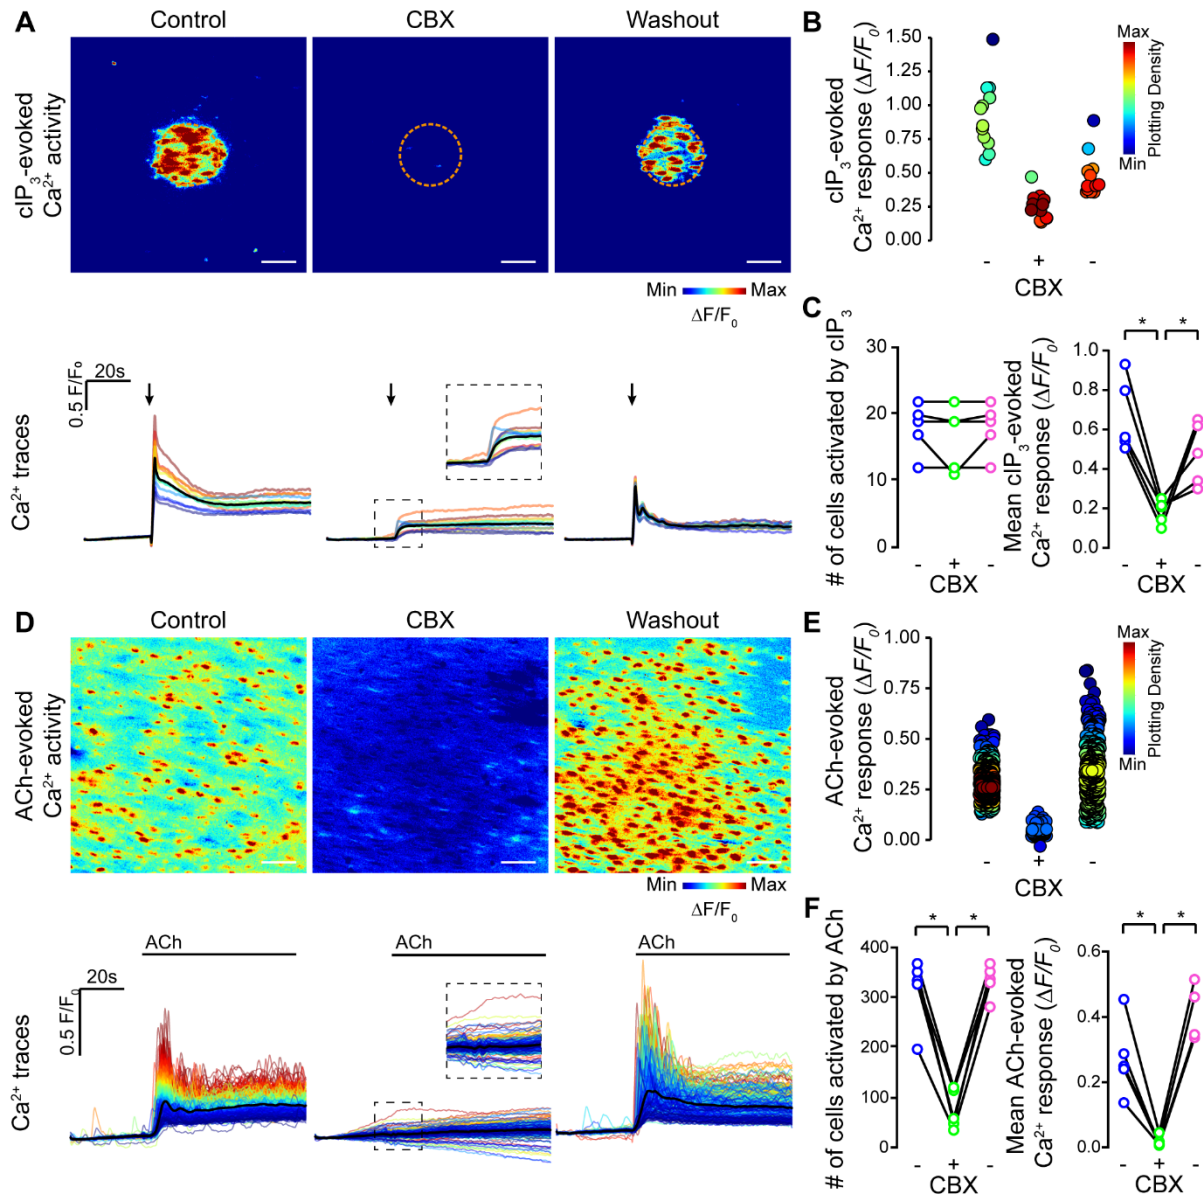 A
Control
CBX
Washout
cIP3-evoked
Ca2+ activity
Min
Max
ΔF/F0
20s
0.5 F/F0
Ca2+ traces
B
cIP3-evoked
Ca2+ response (ΔF/F0)
1.50
1.25
1.00
0.75
0.50
0.25
0.00
-
+
-
CBX
Max
Plotting Density
Min
C
# of cells activated by cIP3
30
20
10
0
-
+
-
CBX
Mean cIP3-evoked
Ca2+ response (ΔF/F0)
1.0
0.8
0.6
0.4
0.2
0.0
*
*
-
+
-
CBX
D
Control
CBX
Washout
ACh-evoked
Ca2+ activity
Min
Max
ΔF/F0
ACh
ACh
ACh
20s
0.5 F/F0
Ca2+ traces
E
ACh-evoked
Ca2+ response (ΔF/F0)
1.00
0.75
0.50
0.25
0.00
-
+
-
CBX
Max
Plotting Density
Min
F
# of cells activated by ACh
400
300
200
100
0
*
*
-
+
-
CBX
Mean ACh-evoked
Ca2+ response (ΔF/F0)
0.6
0.4
0.2
0.0
*
*
-
+
-
CBX